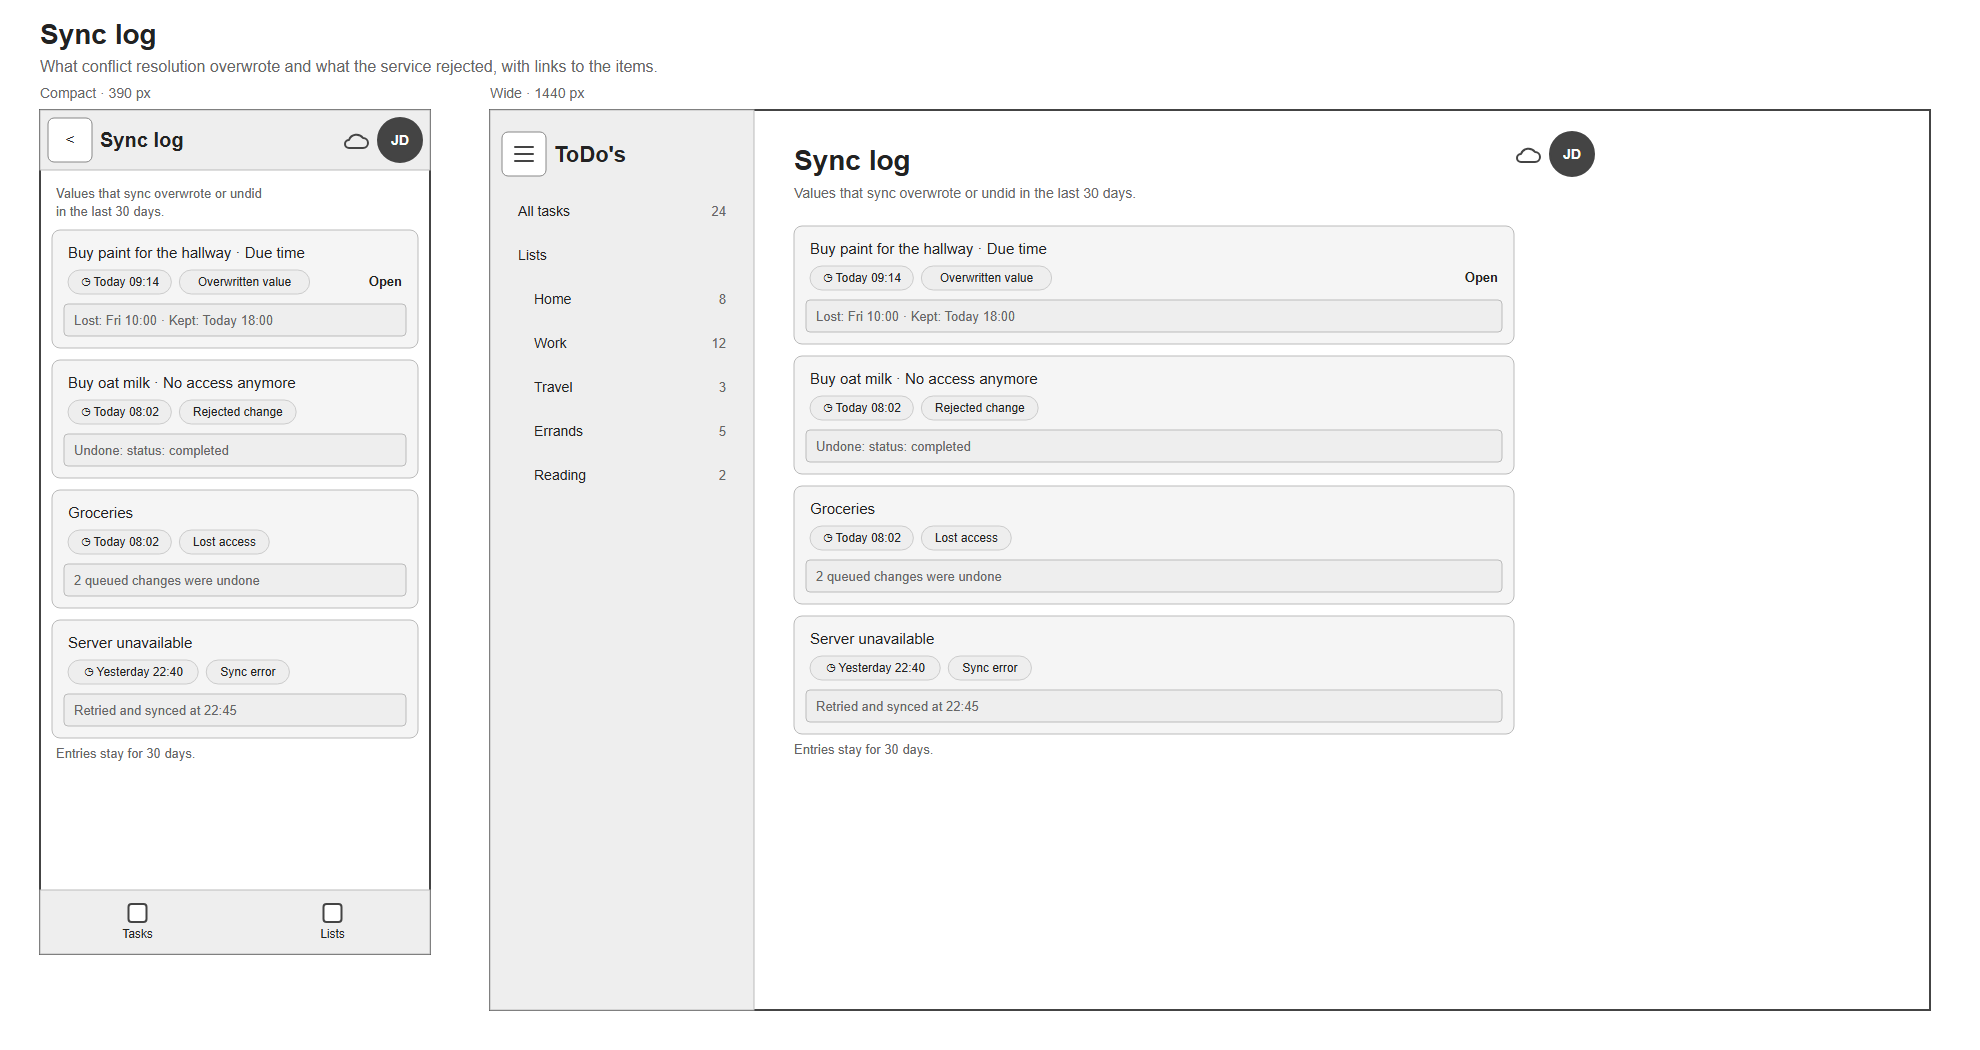 Sync log
What conflict resolution overwrote and what the service rejected, with links to the items.
Compact · 390 px
<
Sync log
JD
Values that sync overwrote or undid
in the last 30 days.
Buy paint for the hallway · Due time
Today 09:14
Overwritten value
Open
Lost: Fri 10:00 · Kept: Today 18:00
Buy oat milk · No access anymore
Today 08:02
Rejected change
Undone: status: completed
Groceries
Today 08:02
Lost access
2 queued changes were undone
Server unavailable
Yesterday 22:40
Sync error
Retried and synced at 22:45
Entries stay for 30 days.
Tasks
Lists
Wide · 1440 px
ToDo's
All tasks 24
Lists
Home 8
Work 12
Travel 3
Errands 5
Reading 2
Sync log
JD
Values that sync overwrote or undid in the last 30 days.
Buy paint for the hallway · Due time
Today 09:14
Overwritten value
Open
Lost: Fri 10:00 · Kept: Today 18:00
Buy oat milk · No access anymore
Today 08:02
Rejected change
Undone: status: completed
Groceries
Today 08:02
Lost access
2 queued changes were undone
Server unavailable
Yesterday 22:40
Sync error
Retried and synced at 22:45
Entries stay for 30 days.